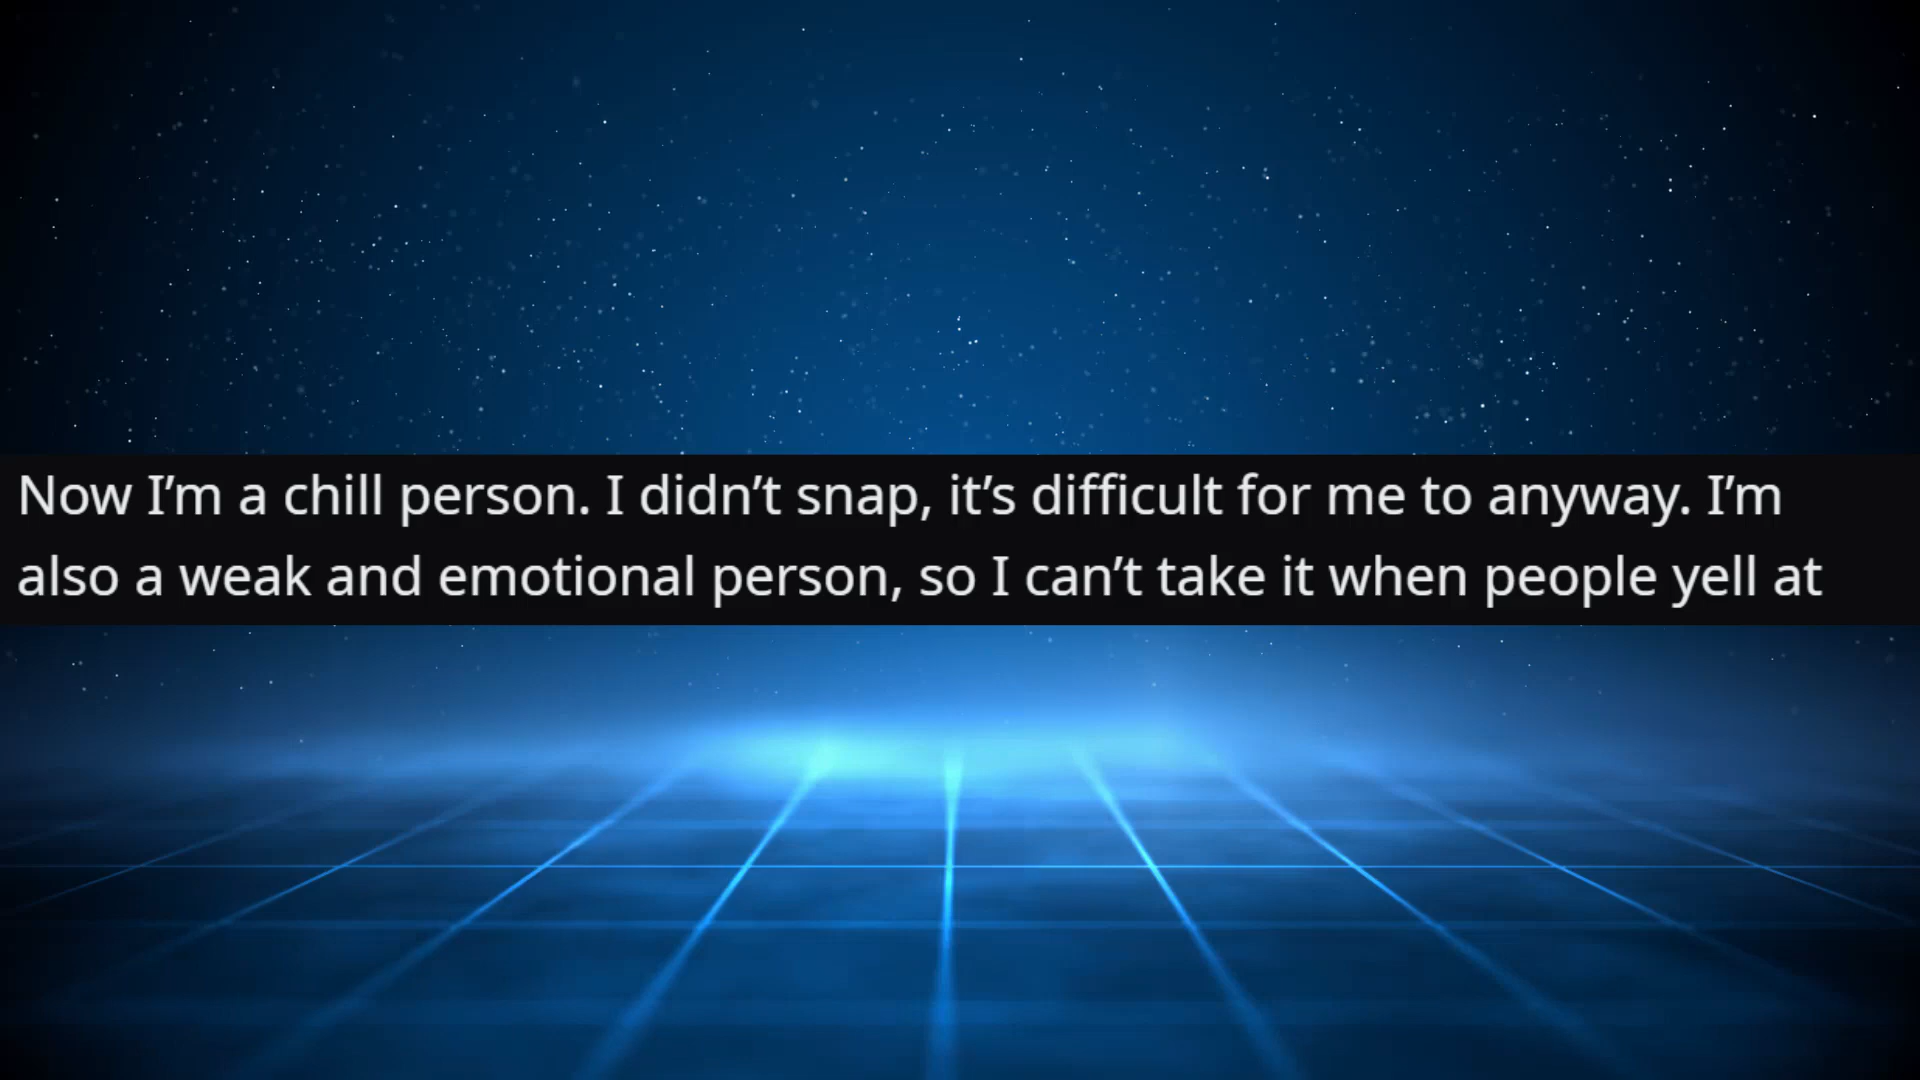 Now I’m a chill person. I didn’t snap, it’s difficult for me to anyway. I’m
also a weak and emotional person, so I can’t take it when people yell at